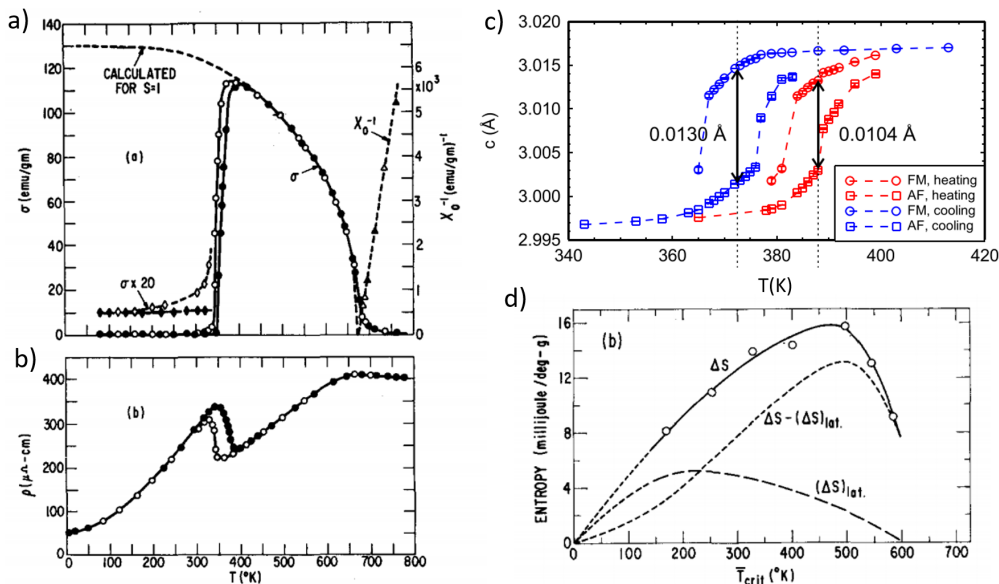 a)
140
120
100
80
60
40
20
0
σ (emu/gm)
CALCULATED
FOR S=1
(a)
σ
σ x 20
χ₀⁻¹
6
5 x10³
4
3
2
1
0
χ₀⁻¹ (emu/gm)⁻¹
b)
400
300
200
100
0
ρ(μΩ-cm)
(b)
0 100 200 300 400 500 600 700 800
T (°K)
c)
3.020
3.015
3.010
3.005
3.000
2.995
c (Å)
0.0130 Å
0.0104 Å
FM, heating
AF, heating
FM, cooling
AF, cooling
340 360 380 400 420
T(K)
d)
(b)
16
12
8
4
0
ENTROPY (millijoule/deg-g)
ΔS
ΔS-(ΔS)lat.
(ΔS)lat.
0 100 200 300 400 500 600 700
T̅crit(°K)